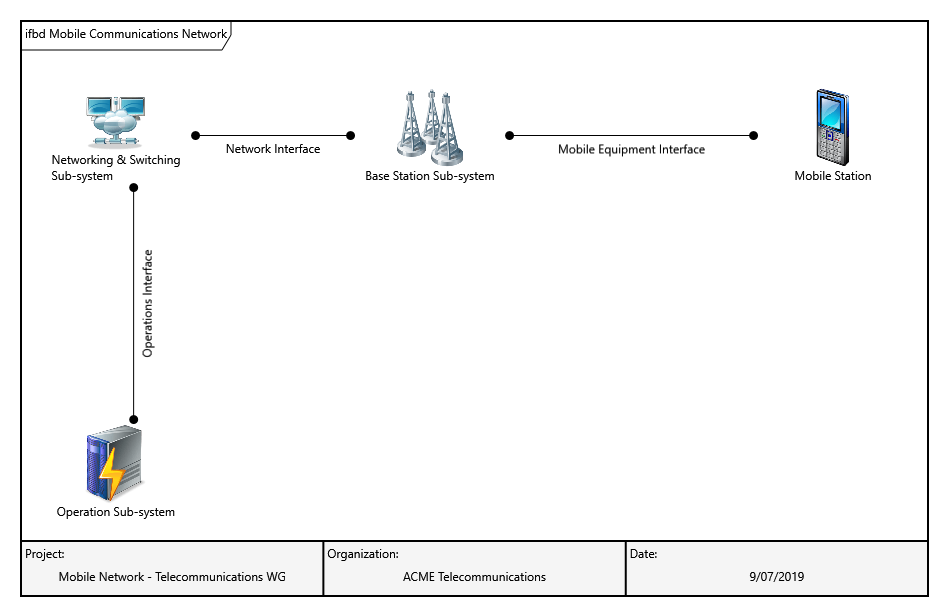 ifbd Mobile Communications Network
Networking & Switching
Sub-system
Network Interface
Base Station Sub-system
Mobile Equipment Interface
Mobile Station
Operations Interface
Operation Sub-system
Project:
Mobile Network - Telecommunications WG
Organization:
ACME Telecommunications
Date:
9/07/2019